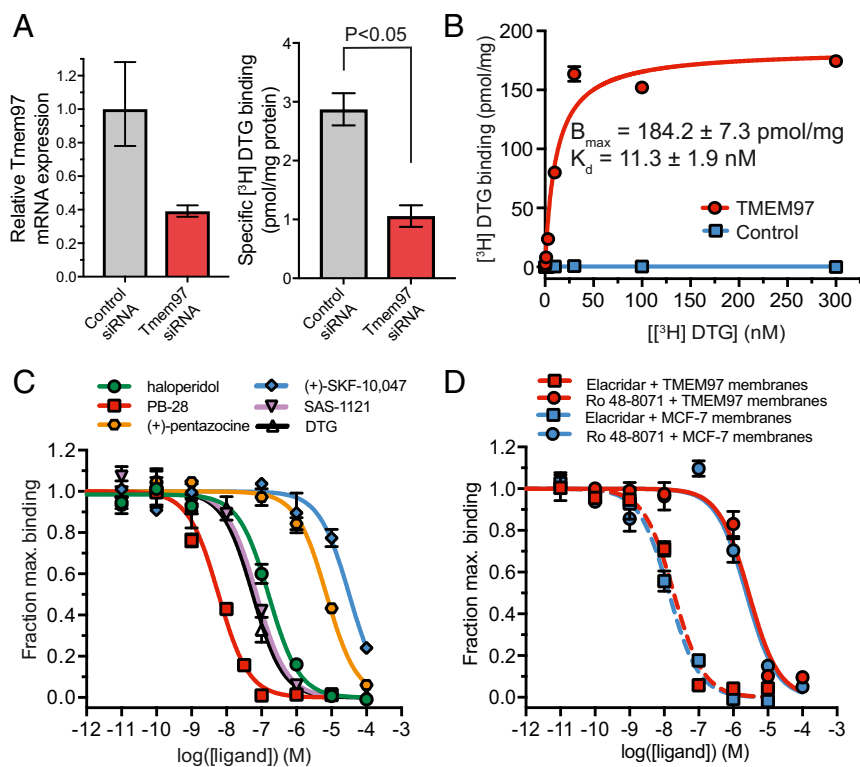 A
Relative Tmem97
mRNA expression
1.2
1.0
0.8
0.6
0.4
0.2
0.0
Control
siRNA
Tmem97
siRNA
P<0.05
Specific [³H] DTG binding
(pmol/mg protein)
4
3
2
1
0
Control
siRNA
Tmem97
siRNA
B
[³H] DTG binding (pmol/mg)
200
150
100
50
0
Bmax = 184.2 ± 7.3 pmol/mg
Kd = 11.3 ± 1.9 nM
TMEM97
Control
0 50 100 150 200 250 300
[[³H] DTG] (nM)
C
haloperidol
PB-28
(+)-pentazocine
(+)-SKF-10,047
SAS-1121
DTG
Fraction max. binding
1.2
1.0
0.8
0.6
0.4
0.2
0.0
-12 -11 -10 -9 -8 -7 -6 -5 -4 -3
log([ligand]) (M)
D
Elacridar + TMEM97 membranes
Ro 48-8071 + TMEM97 membranes
Elacridar + MCF-7 membranes
Ro 48-8071 + MCF-7 membranes
Fraction max. binding
1.2
1.0
0.8
0.6
0.4
0.2
0.0
-12 -11 -10 -9 -8 -7 -6 -5 -4 -3
log([ligand]) (M)